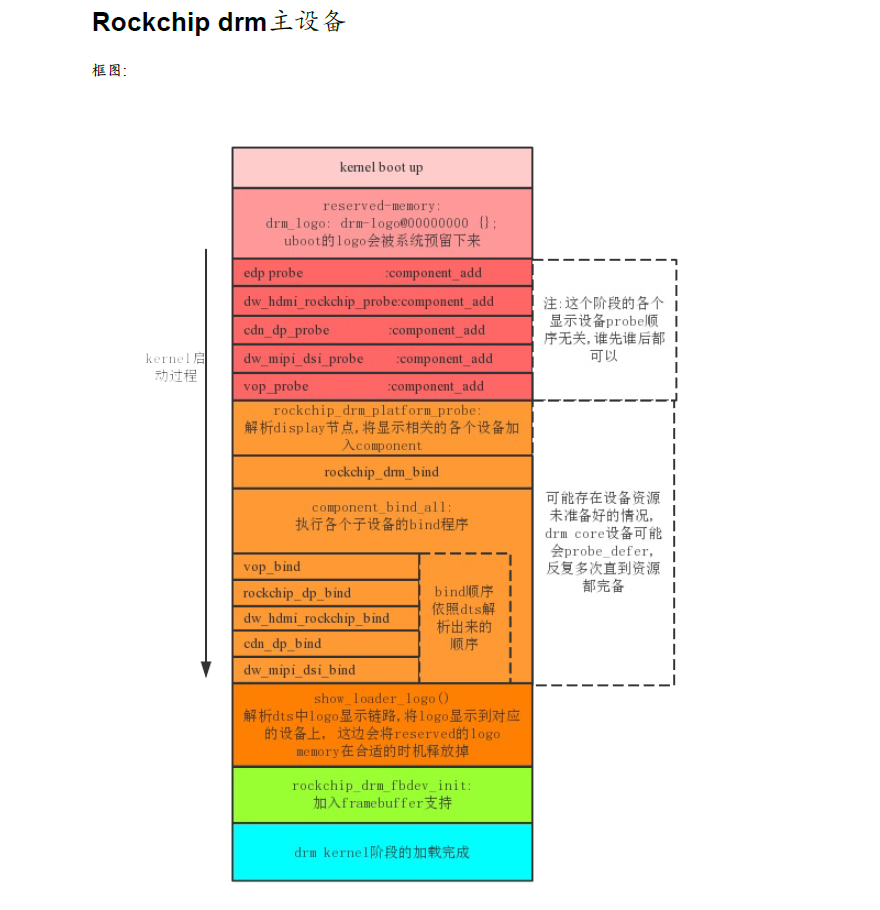 Rockchip drm主设备
框图:
kernel boot up
reserved-memory:
drm_logo: drm-logo@00000000 {};
uboot的logo会被系统预留下来
edp probe :component_add
dw_hdmi_rockchip_probe:component_add
cdn_dp_probe :component_add
dw_mipi_dsi_probe :component_add
vop_probe :component_add
注:这个阶段的各个
显示设备probe顺
序无关,谁先谁后都
可以
kernel启
动过程
rockchip_drm_platform_probe:
解析display节点,将显示相关的各个设备加
入component
rockchip_drm_bind
component_bind_all:
执行各个子设备的bind程序
vop_bind
rockchip_dp_bind
dw_hdmi_rockchip_bind
cdn_dp_bind
dw_mipi_dsi_bind
bind顺序
依照dts解
析出来的
顺序
可能存在设备资源
未准备好的情况,
drm core设备可能
会probe_defer,
反复多次直到资源
都完备
show_loader_logo()
解析dts中logo显示链路,将logo显示到对应
的设备上, 这边会将reserved的logo
memory在合适的时机释放掉
rockchip_drm_fbdev_init:
加入framebuffer支持
drm kernel阶段的加载完成